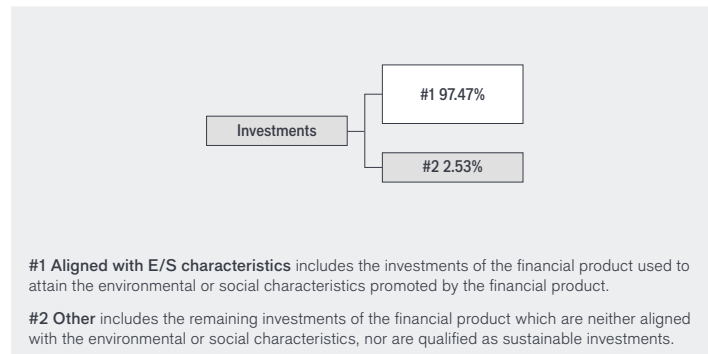 #1 97.47%
Investments
#2 2.53%
#1 Aligned with E/S characteristics includes the investments of the financial product used to
attain the environmental or social characteristics promoted by the financial product.
#2 Other includes the remaining investments of the financial product which are neither aligned
with the environmental or social characteristics, nor are qualified as sustainable investments.